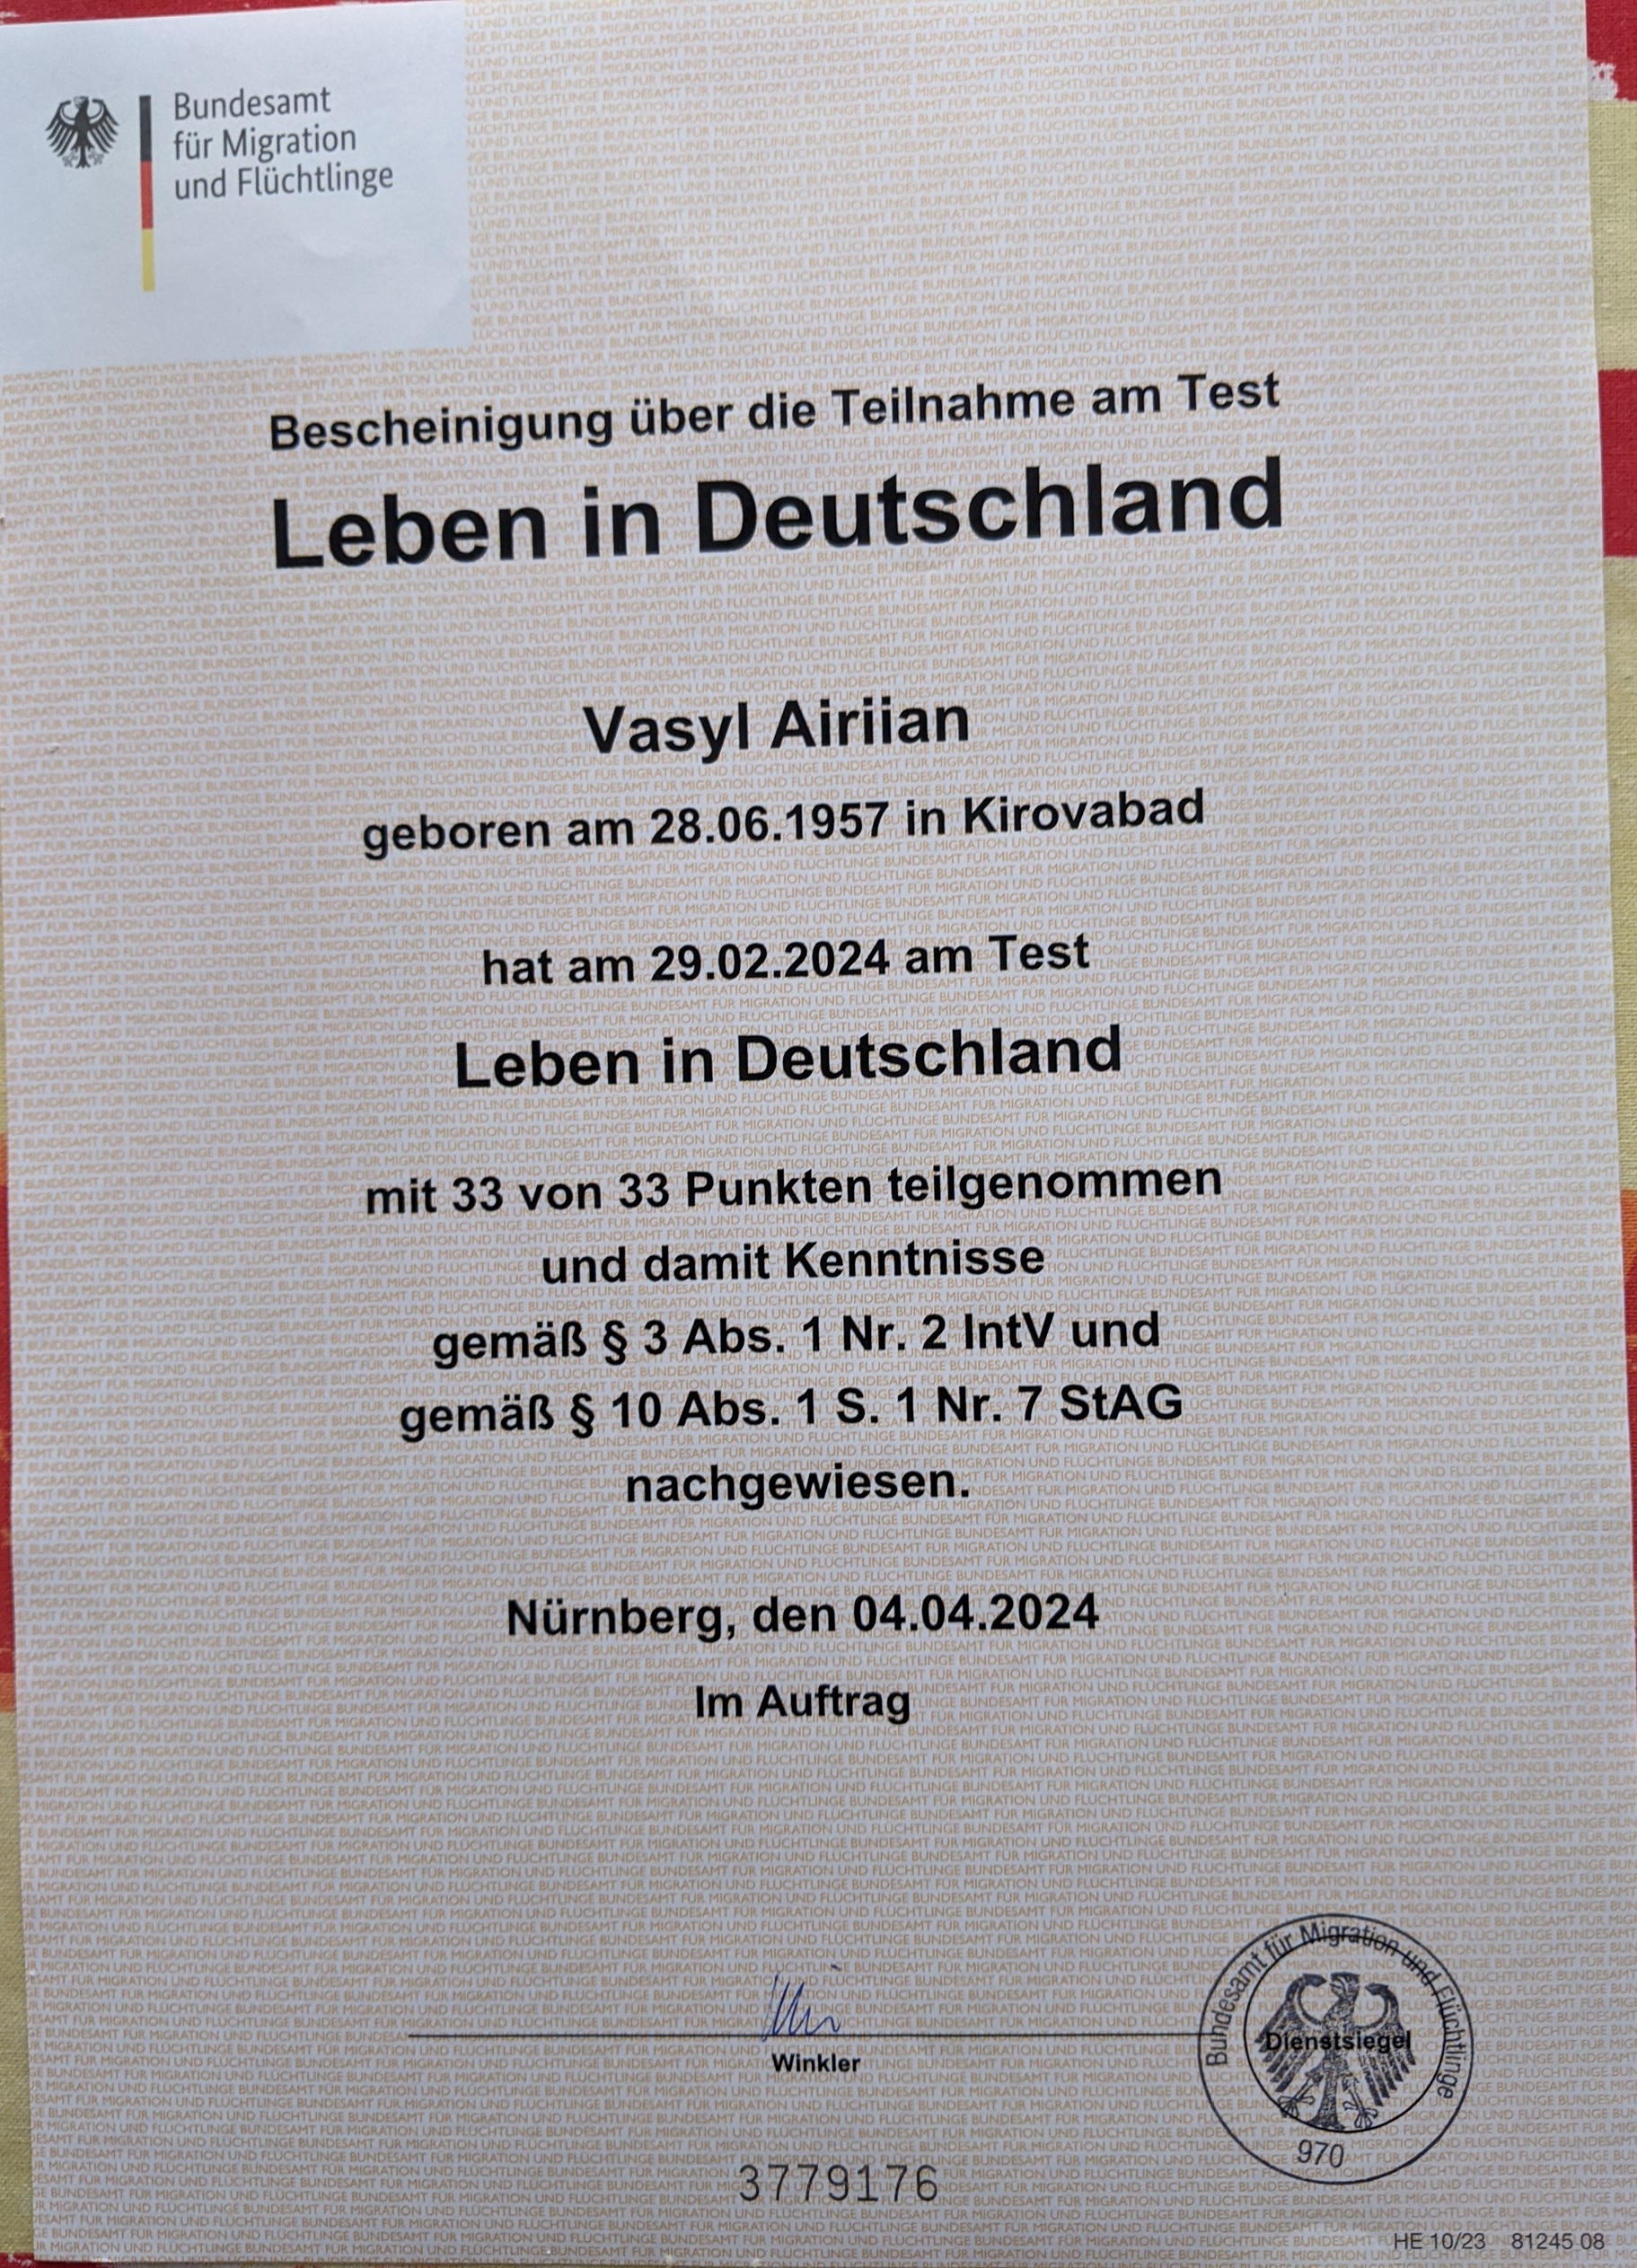 Bundesamt
für Migration
und Flüchtlinge
Bescheinigung über die Teilnahme am Test
Leben in Deutschland
Vasyl Airiian
geboren am 28.06.1957 in Kirovabad
hat am 29.02.2024 am Test
Leben in Deutschland
mit 33 von 33 Punkten teilgenommen
und damit Kenntnisse
gemäß § 3 Abs. 1 Nr. 2 IntV und
gemäß § 10 Abs. 1 S. 1 Nr. 7 StAG
nachgewiesen.
Nürnberg, den 04.04.2024
Im Auftrag
Winkler
Bundesamt für Migration und Flüchtlinge
Dienstsiegel
970
3779176
HE 10/23 81245 08